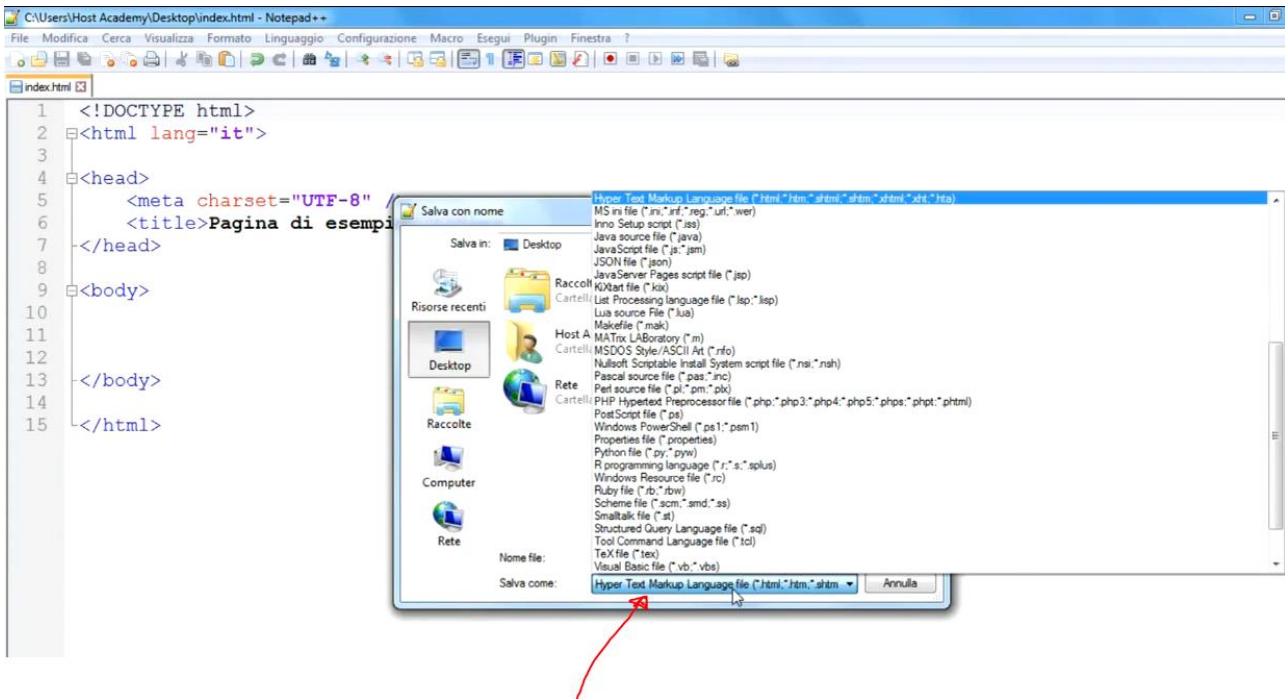 C:\Users\Host Academy\Desktop\index.html - Notepad++
File Modifica Cerca Visualizza Formato Linguaggio Configurazione Macro Esegui Plugin Finestra ?
index.html
1 <!DOCTYPE html>
2 <html lang="it">
3
4 <head>
5 <meta charset="UTF-8" /
6 <title>Pagina di esempi
7 </head>
8
9 <body>
10
11
12
13 </body>
14
15 </html>
Salva con nome
Salva in: Desktop
Risorse recenti
Desktop
Raccolte
Computer
Rete
Raccolt
Cartell
Host A
Cartell
Rete
Cartell
Hyper Text Markup Language file (*.html;*.htm;*.shtml;*.shtm;*.xhtml;*.xht;*.hta)
MS ini file (*.ini;*.inf;*.reg;*.url;*.wer)
Inno Setup script (*.iss)
Java source file (*.java)
JavaScript file (*.js;*.jsm)
JSON file (*.json)
JavaServer Pages script file (*.jsp)
KiXtart file (*.kix)
List Processing language file (*.lsp;*.lisp)
Lua source File (*.lua)
Makefile (*.mak)
MATrix LABoratory (*.m)
MSDOS Style/ASCII Art (*.nfo)
Nullsoft Scriptable Install System script file (*.nsi;*.nsh)
Pascal source file (*.pas;*.inc)
Perl source file (*.pl;*.pm;*.plx)
PHP Hypertext Preprocessor file (*.php;*.php3;*.php4;*.php5;*.phps;*.phpt;*.phtml)
PostScript file (*.ps)
Windows PowerShell (*.ps1;*.psm1)
Properties file (*.properties)
Python file (*.py;*.pyw)
R programming language (*.r;*.s;*.splus)
Windows Resource file (*.rc)
Ruby file (*.rb;*.rbw)
Scheme file (*.scm;*.smd;*.ss)
Smalltalk file (*.st)
Structured Query Language file (*.sql)
Tool Command Language file (*.tcl)
TeX file (*.tex)
Visual Basic file (*.vb;*.vbs)
Nome file:
Salva come: Hyper Text Markup Language file (*.html;*.htm;*.shtm
Annulla